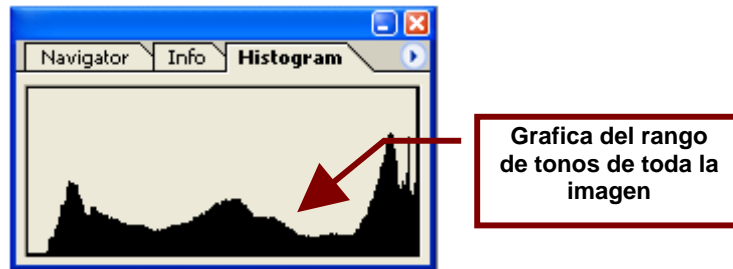 Navigator Info Histogram
Grafica del rango
de tonos de toda la
imagen